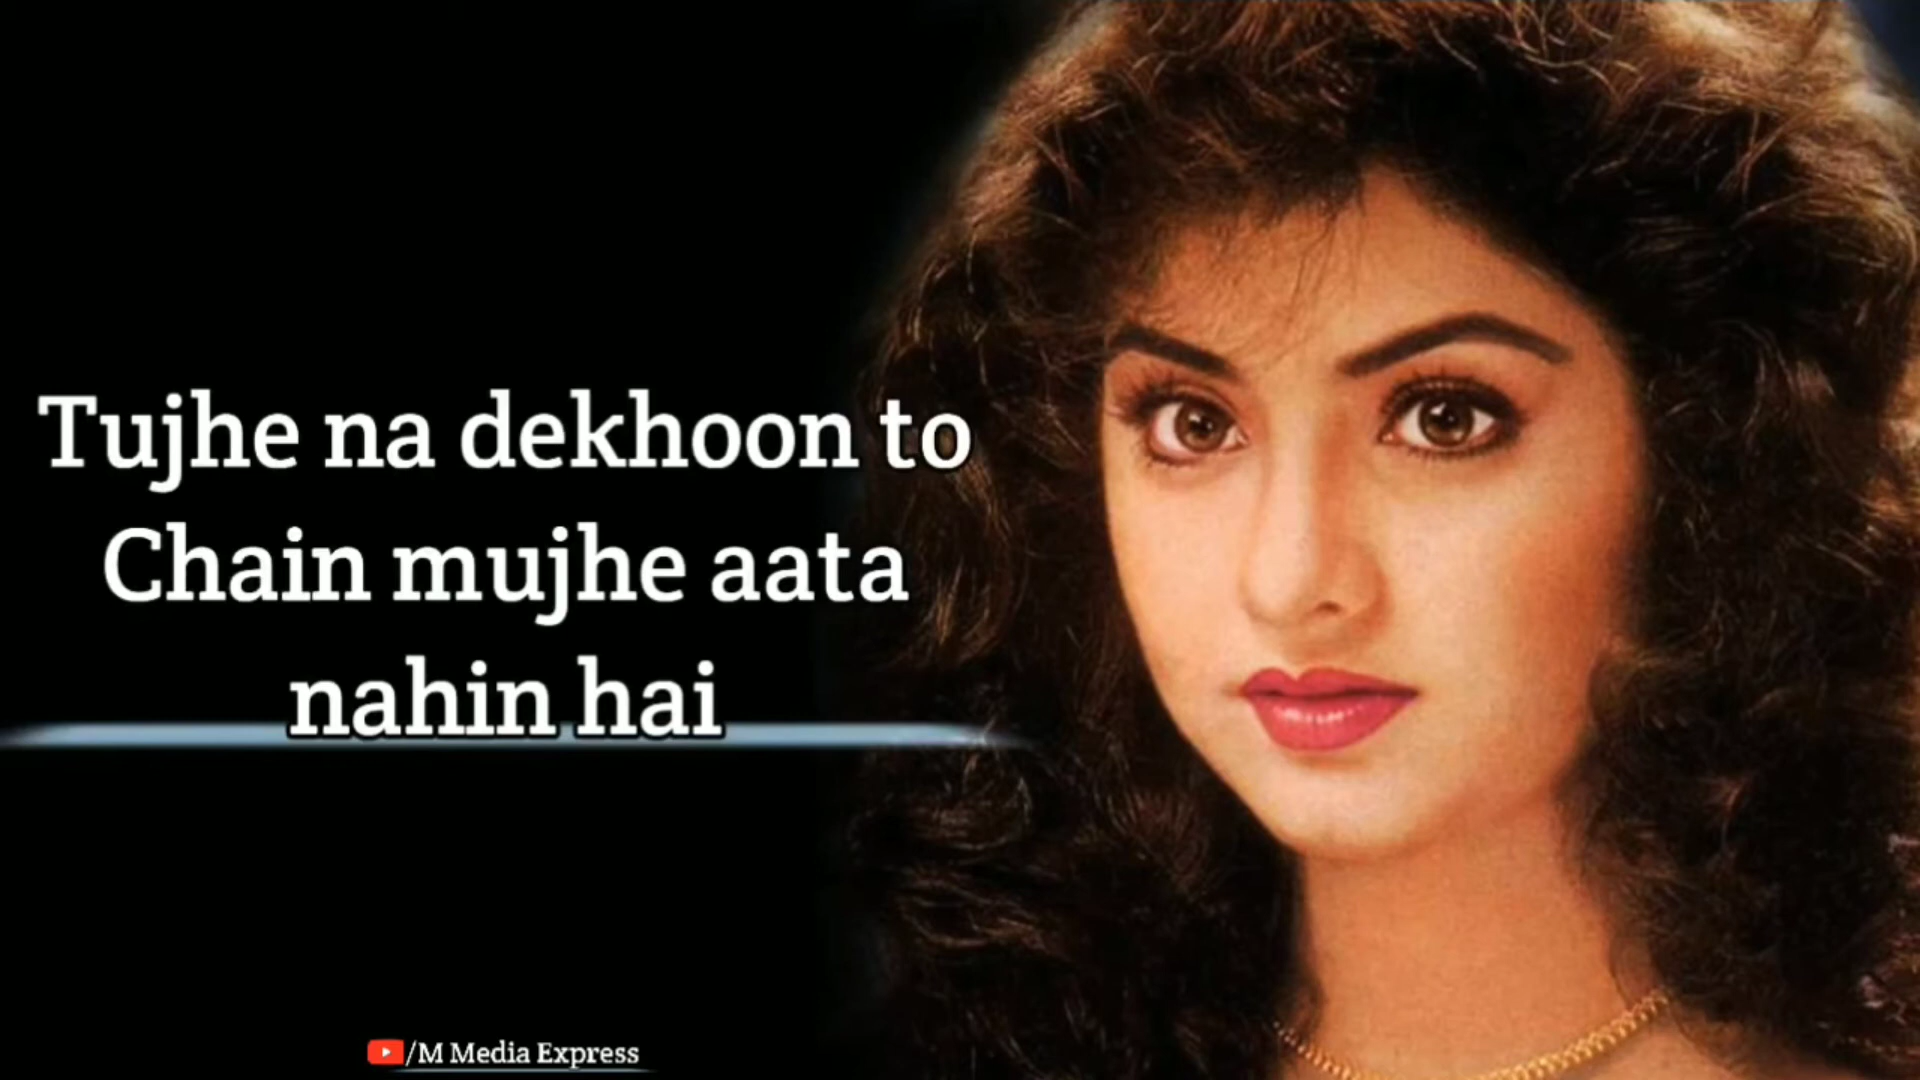 Tujhe na dekhoon to
Chain mujhe aata
nahin hai
/M Media Express